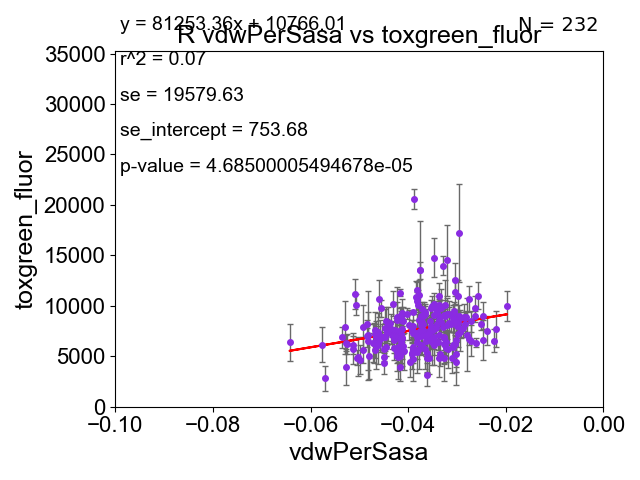 y = 81253.36x + 10766.01
N = 232
R vdwPerSasa vs toxgreen_fluor
r^2 = 0.07
se = 19579.63
se_intercept = 753.68
p-value = 4.68500005494678e-05
toxgreen_fluor
35000
30000
25000
20000
15000
10000
5000
0
−0.10
−0.08
−0.06
−0.04
−0.02
0.00
vdwPerSasa